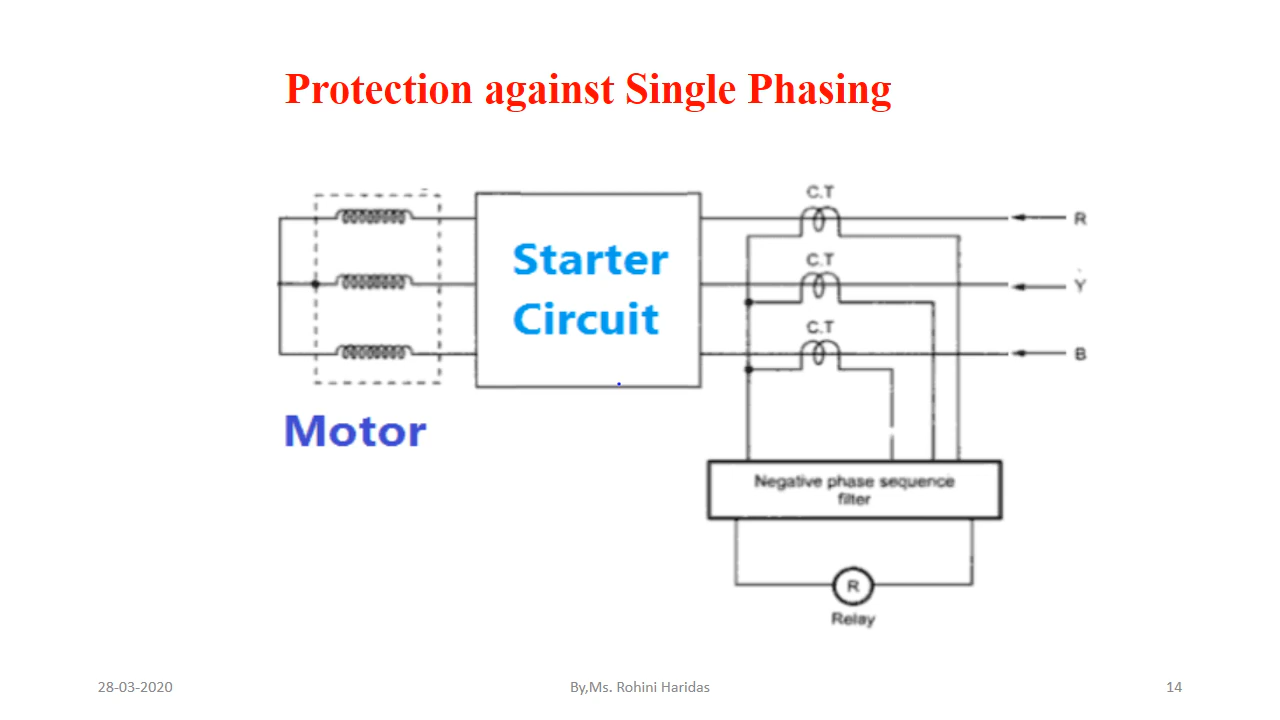 Protection against Single Phasing
C.T
R
Starter
Circuit
C.T
Y
C.T
B
Motor
Negative phase sequence
filter
R
Relay
28-03-2020
By,Ms. Rohini Haridas
14